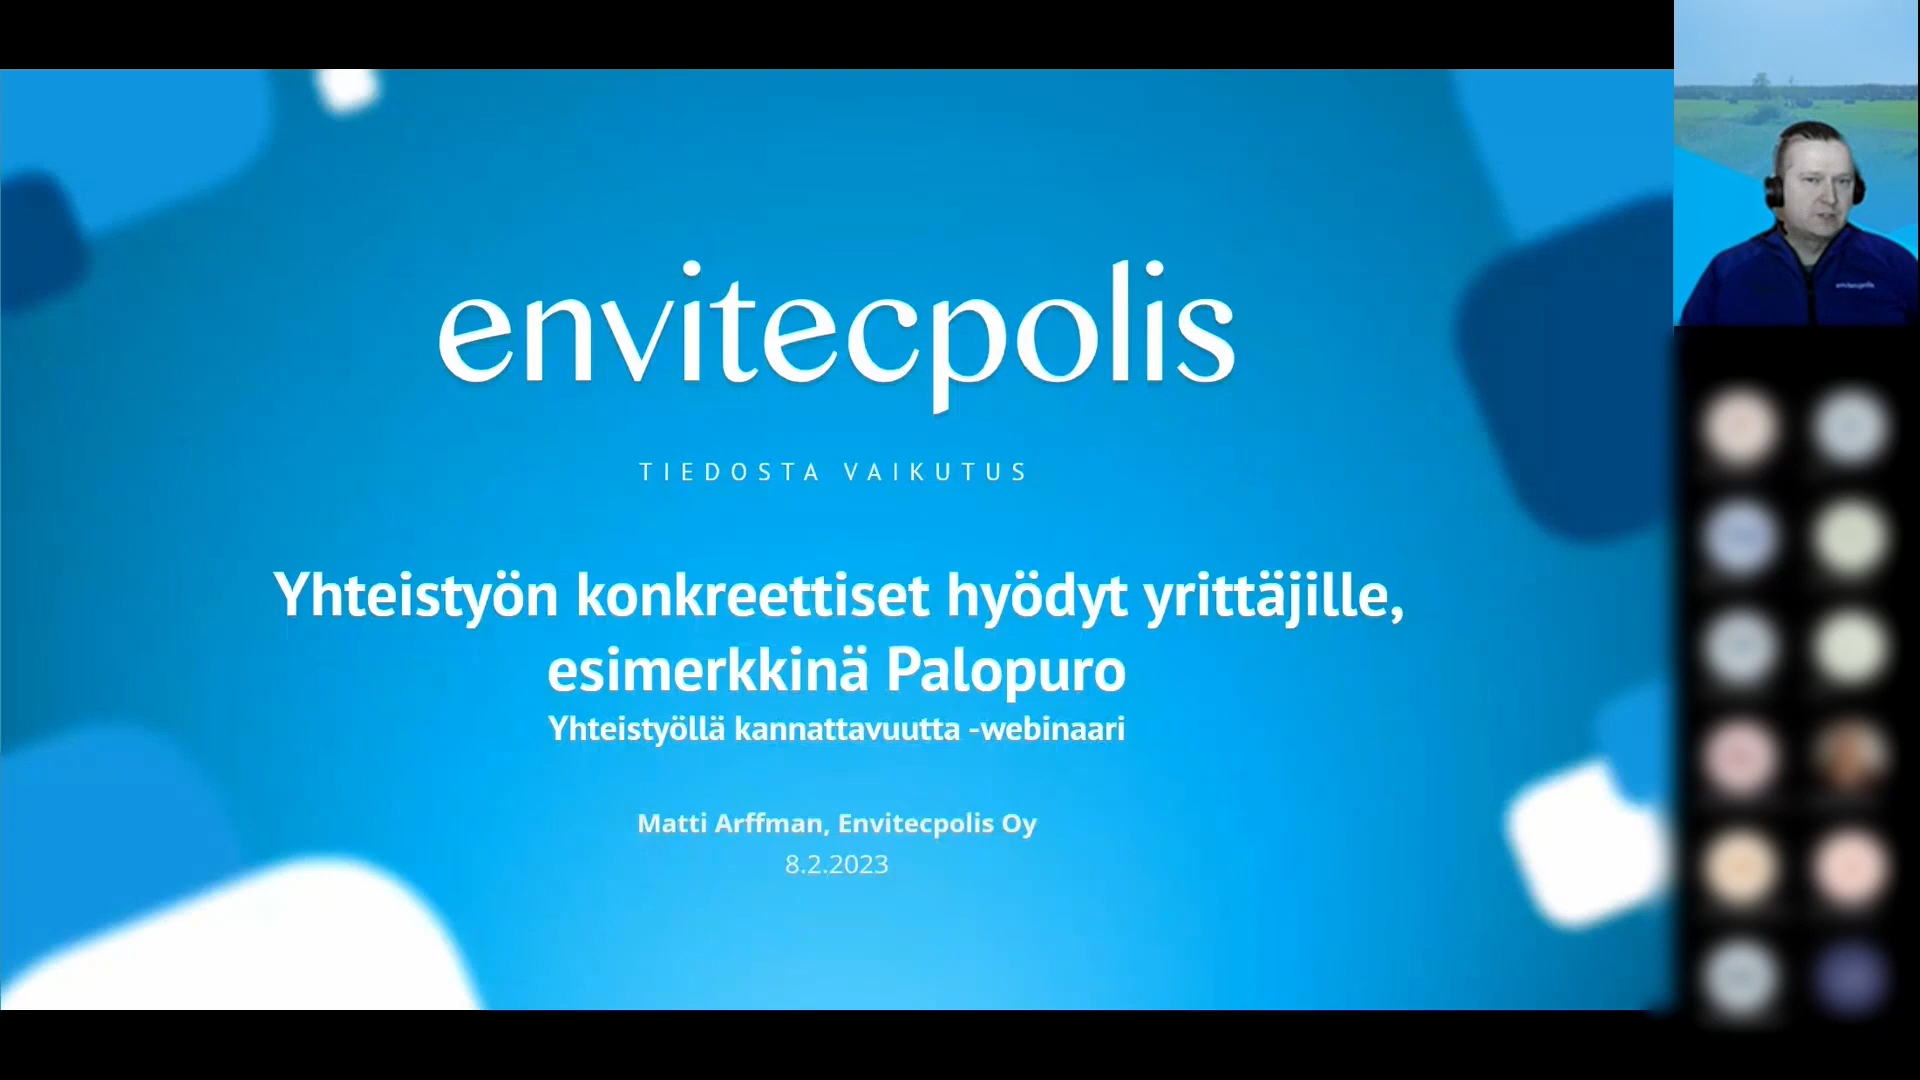 envitecpolis
TIEDOSTA VAIKUTUS
Yhteistyön konkreettiset hyödyt yrittäjille,
esimerkkinä Palopuro
Yhteistyöllä kannattavuutta -webinaari
Matti Arffman, Envitecpolis Oy
8.2.2023
envitecpolis